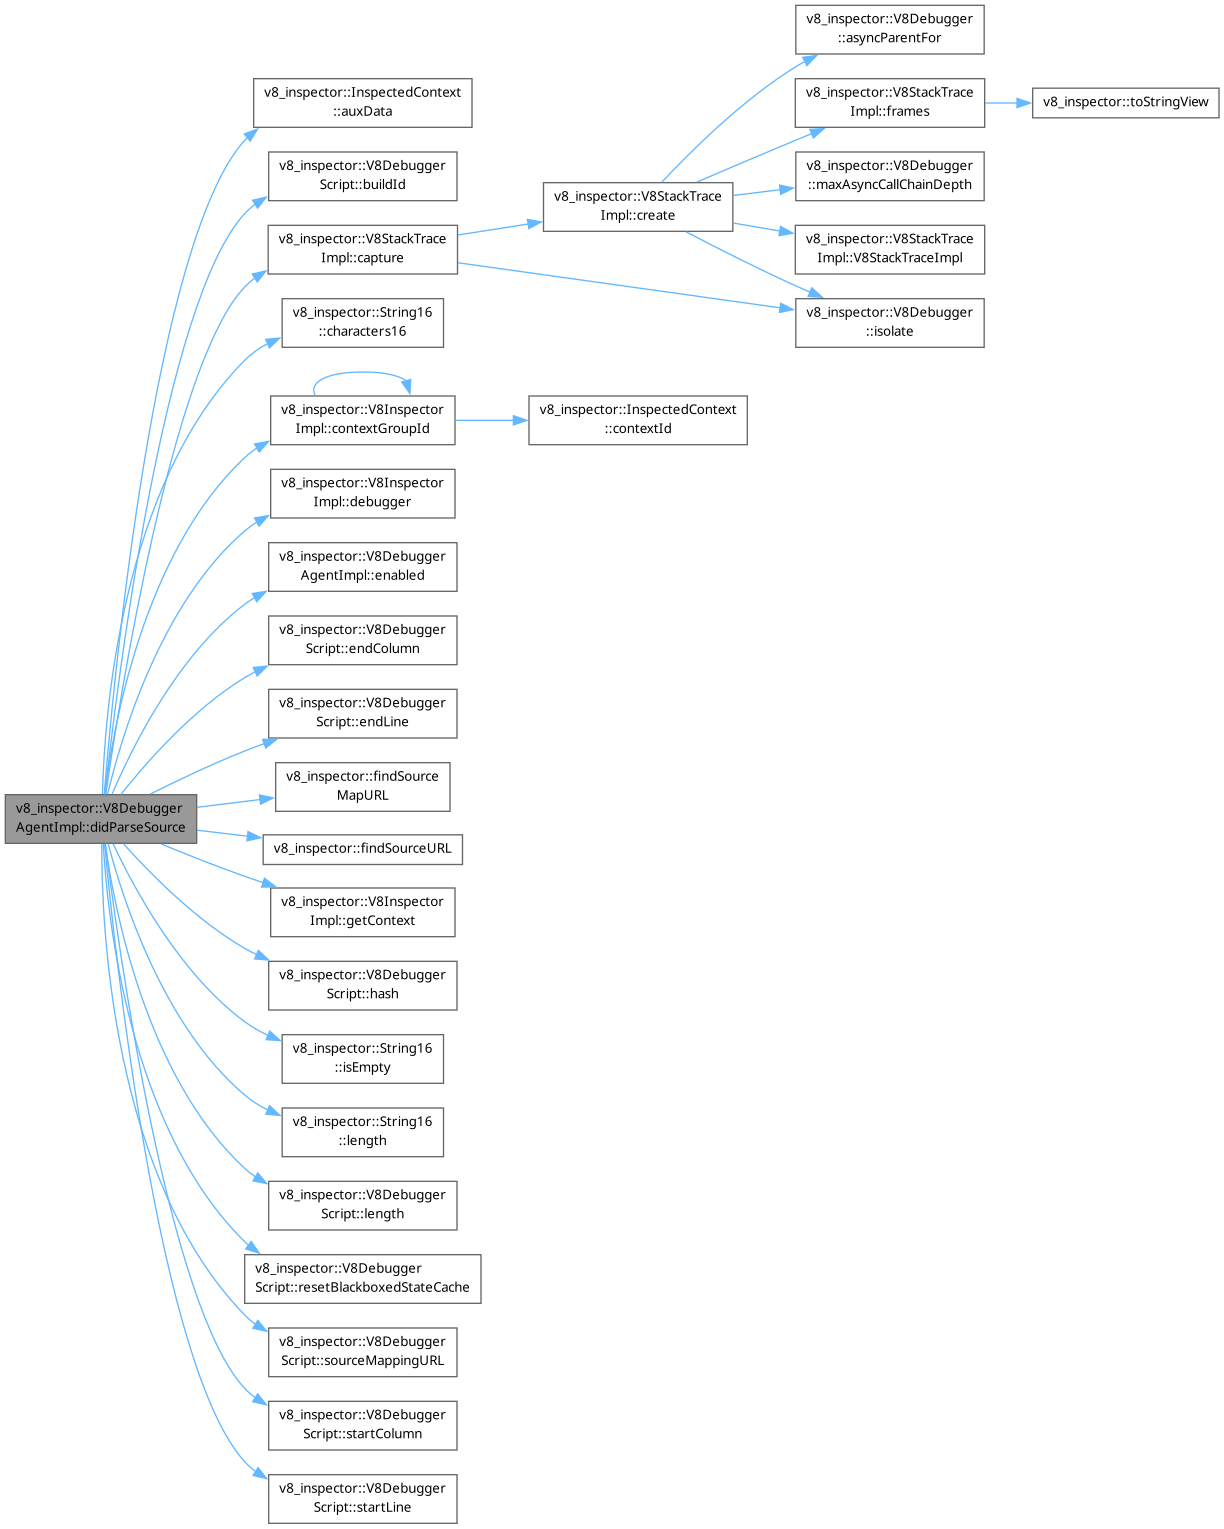 v8_inspector::V8Debugger
AgentImpl::didParseSource
v8_inspector::InspectedContext
::auxData
v8_inspector::V8Debugger
Script::buildId
v8_inspector::V8StackTrace
Impl::capture
v8_inspector::String16
::characters16
v8_inspector::V8Inspector
Impl::contextGroupId
v8_inspector::V8Inspector
Impl::debugger
v8_inspector::V8Debugger
AgentImpl::enabled
v8_inspector::V8Debugger
Script::endColumn
v8_inspector::V8Debugger
Script::endLine
v8_inspector::findSource
MapURL
v8_inspector::findSourceURL
v8_inspector::V8Inspector
Impl::getContext
v8_inspector::V8Debugger
Script::hash
v8_inspector::String16
::isEmpty
v8_inspector::String16
::length
v8_inspector::V8Debugger
Script::length
v8_inspector::V8Debugger
Script::resetBlackboxedStateCache
v8_inspector::V8Debugger
Script::sourceMappingURL
v8_inspector::V8Debugger
Script::startColumn
v8_inspector::V8Debugger
Script::startLine
v8_inspector::V8StackTrace
Impl::create
v8_inspector::InspectedContext
::contextId
v8_inspector::V8Debugger
::asyncParentFor
v8_inspector::V8StackTrace
Impl::frames
v8_inspector::V8Debugger
::maxAsyncCallChainDepth
v8_inspector::V8StackTrace
Impl::V8StackTraceImpl
v8_inspector::V8Debugger
::isolate
v8_inspector::toStringView